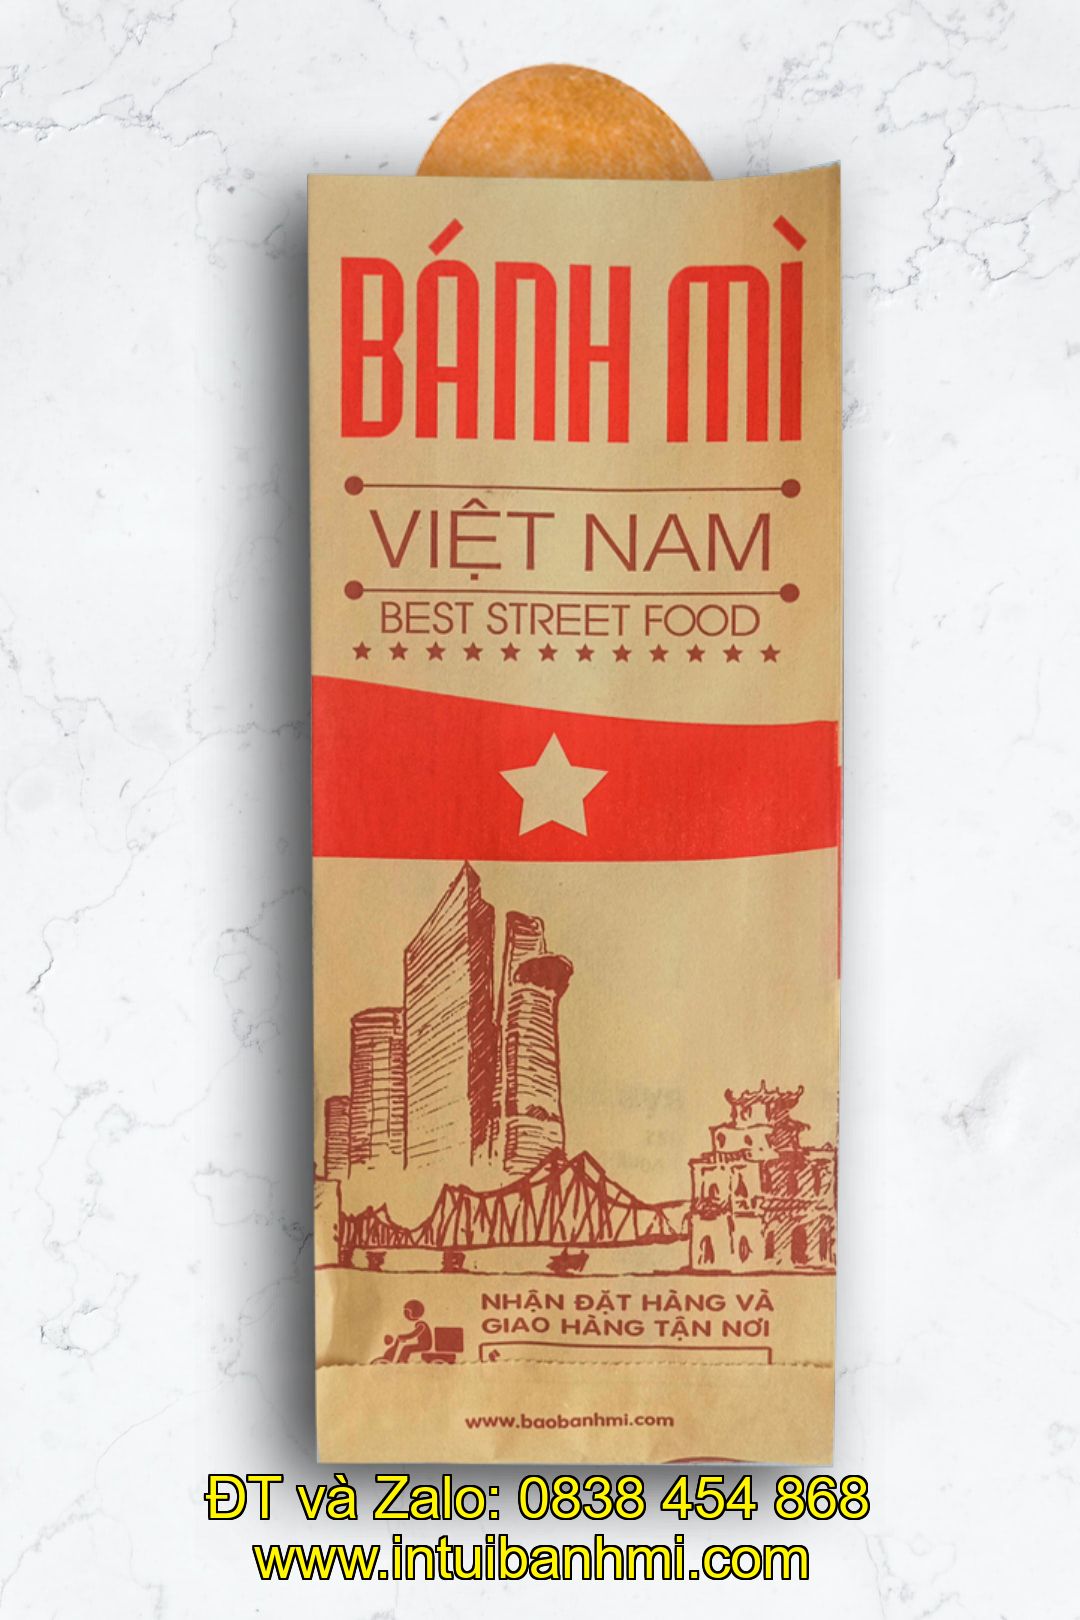 BÁNH MÌ
VIỆT NAM
BEST STREET FOOD
NHẬN ĐẶT HÀNG VÀ
GIAO HÀNG TẬN NƠI
www.baobanhmi.com
ĐT và Zalo: 0838 454 868
www.intuibanhmi.com